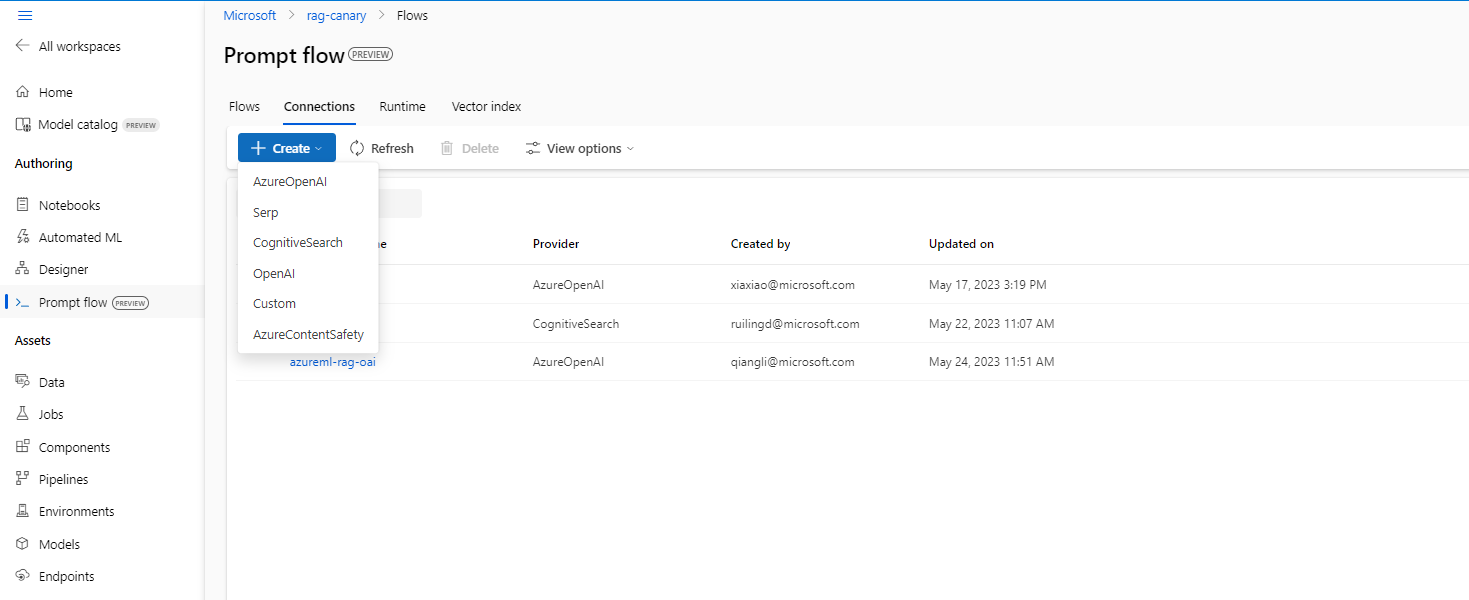 Microsoft > rag-canary > Flows
All workspaces
Home
Model catalog PREVIEW
Authoring
Notebooks
Automated ML
Designer
Prompt flow PREVIEW
Assets
Data
Jobs
Components
Pipelines
Environments
Models
Endpoints
Prompt flow PREVIEW
Flows Connections Runtime Vector index
Create Refresh Delete View options
AzureOpenAI
Serp
CognitiveSearch
OpenAI
Custom
AzureContentSafety
Provider Created by Updated on
AzureOpenAI xiaxiao@microsoft.com May 17, 2023 3:19 PM
CognitiveSearch ruilingd@microsoft.com May 22, 2023 11:07 AM
azureml-rag-oai AzureOpenAI qiangli@microsoft.com May 24, 2023 11:51 AM